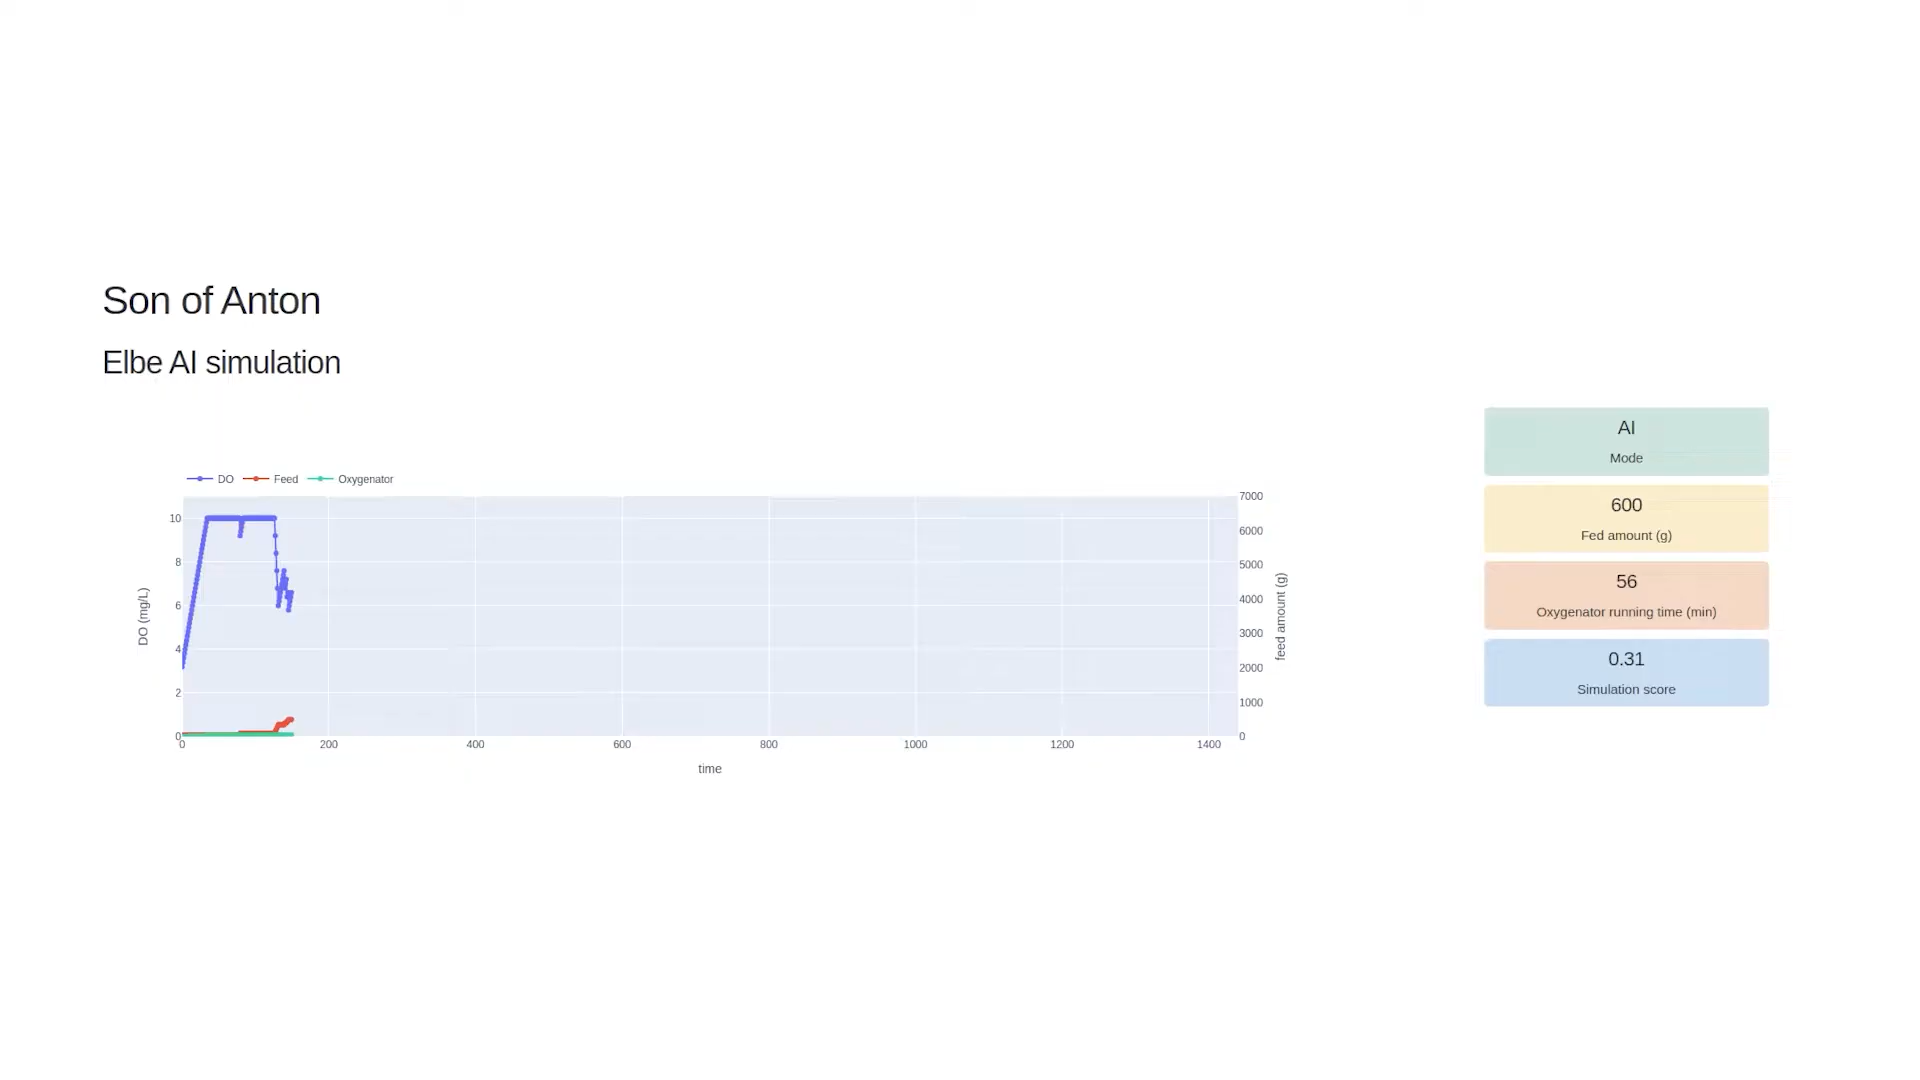 Son of Anton
Elbe AI simulation
AI
Mode
600
Fed amount (g)
56
Oxygenator running time (min)
0.31
Simulation score
DO Feed Oxygenator
10
8
6
4
2
0
DO (mg/L)
7000
6000
5000
4000
3000
2000
1000
0
feed amount (g)
0 200 400 600 800 1000 1200 1400
time